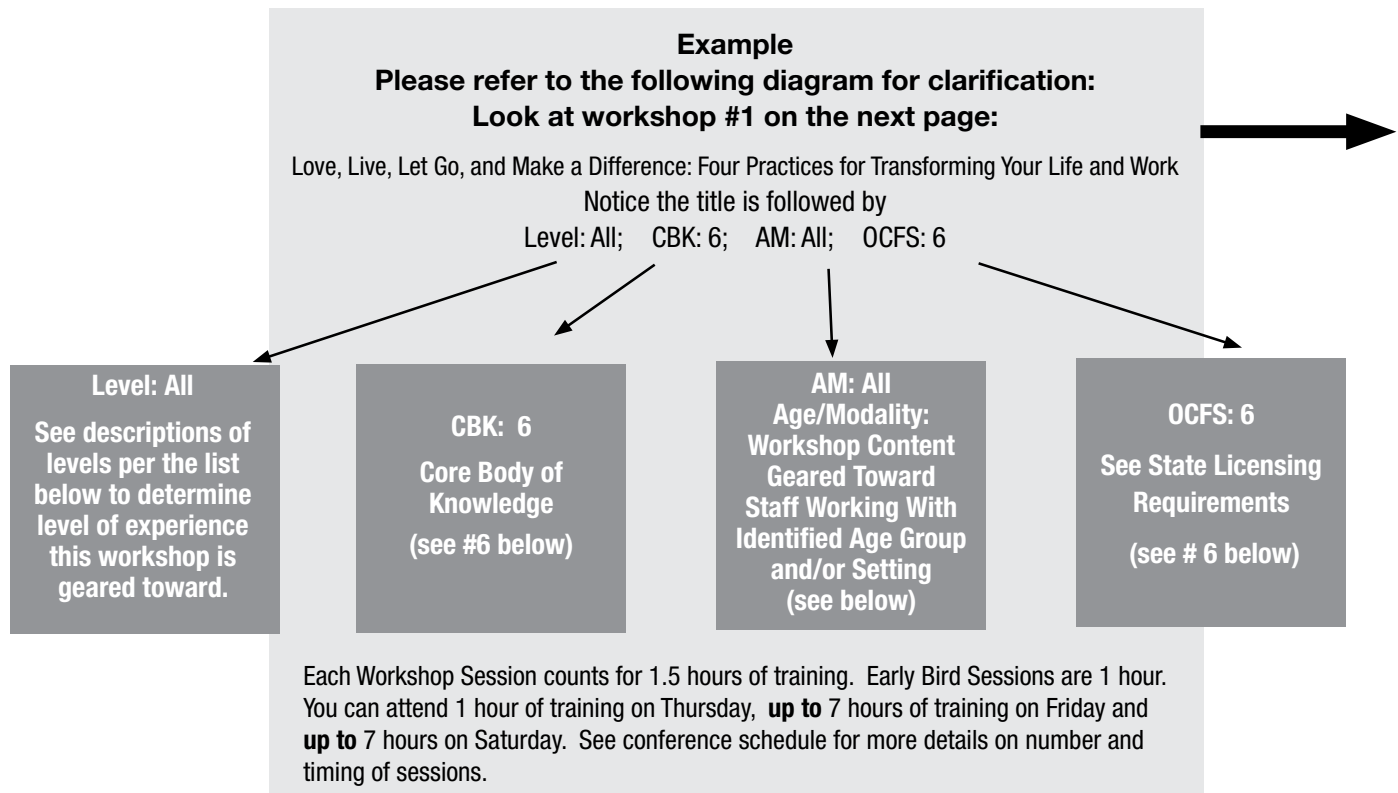 Example
Please refer to the following diagram for clarification:
Look at workshop #1 on the next page:
Love, Live, Let Go, and Make a Difference: Four Practices for Transforming Your Life and Work
Notice the title is followed by
Level: All; CBK: 6; AM: All; OCFS: 6
Level: All
See descriptions of
levels per the list
below to determine
level of experience
this workshop is
geared toward.
CBK: 6
Core Body of
Knowledge
(see #6 below)
AM: All
Age/Modality:
Workshop Content
Geared Toward
Staff Working With
Identified Age Group
and/or Setting
(see below)
OCFS: 6
See State Licensing
Requirements
(see # 6 below)
Each Workshop Session counts for 1.5 hours of training. Early Bird Sessions are 1 hour.
You can attend 1 hour of training on Thursday, up to 7 hours of training on Friday and
up to 7 hours on Saturday. See conference schedule for more details on number and
timing of sessions.